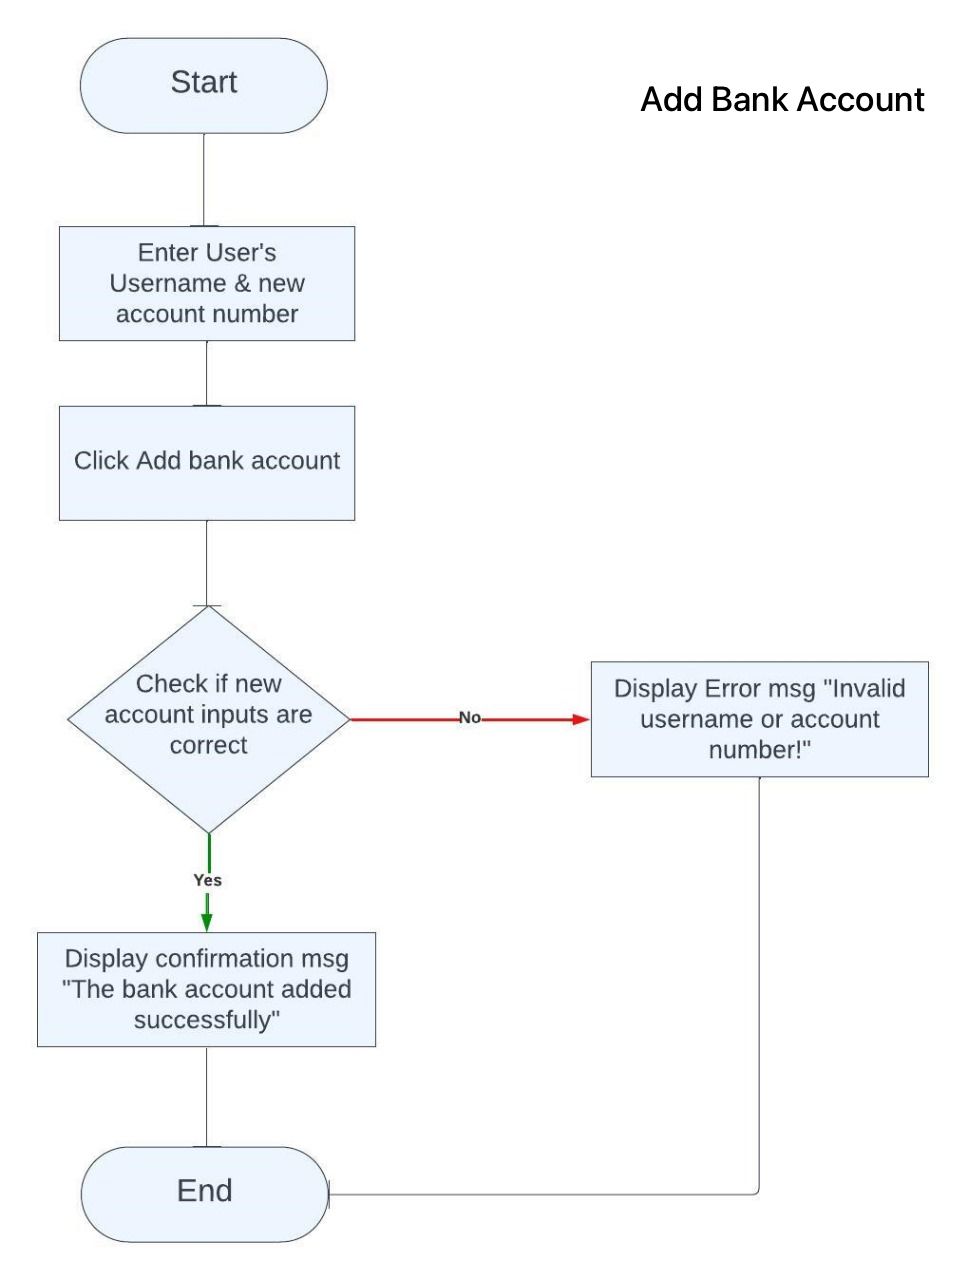 Start
Add Bank Account
Enter User's
Username & new
account number
Click Add bank account
Check if new
account inputs are
correct
No
Display Error msg "Invalid
username or account
number!"
Yes
Display confirmation msg
"The bank account added
successfully"
End